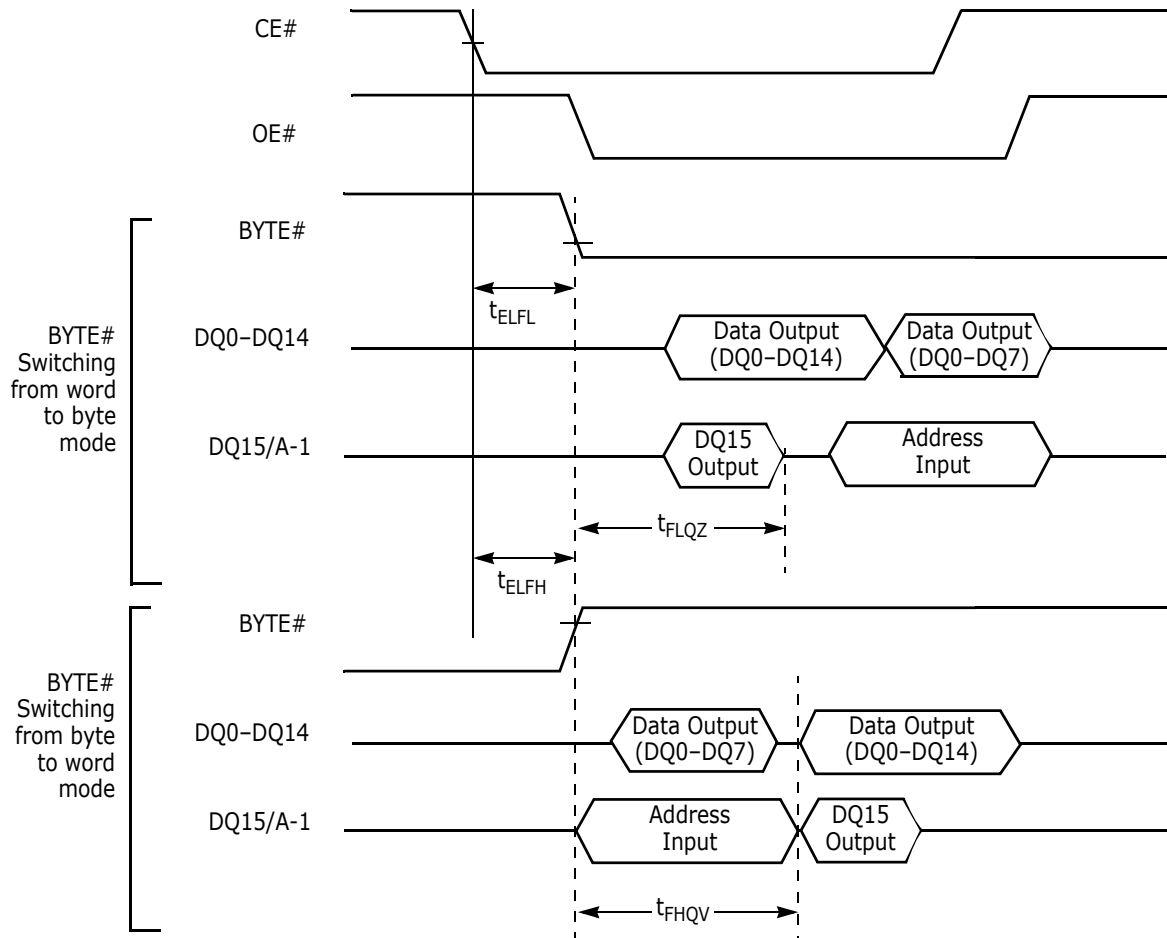 CE#
OE#
BYTE#
tELFL
BYTE#
Switching
from word
to byte
mode
DQ0–DQ14
Data Output
(DQ0–DQ14)
Data Output
(DQ0–DQ7)
DQ15/A-1
DQ15
Output
Address
Input
tFLQZ
tELFH
BYTE#
BYTE#
Switching
from byte
to word
mode
DQ0–DQ14
Data Output
(DQ0–DQ7)
Data Output
(DQ0–DQ14)
DQ15/A-1
Address
Input
DQ15
Output
tFHQV